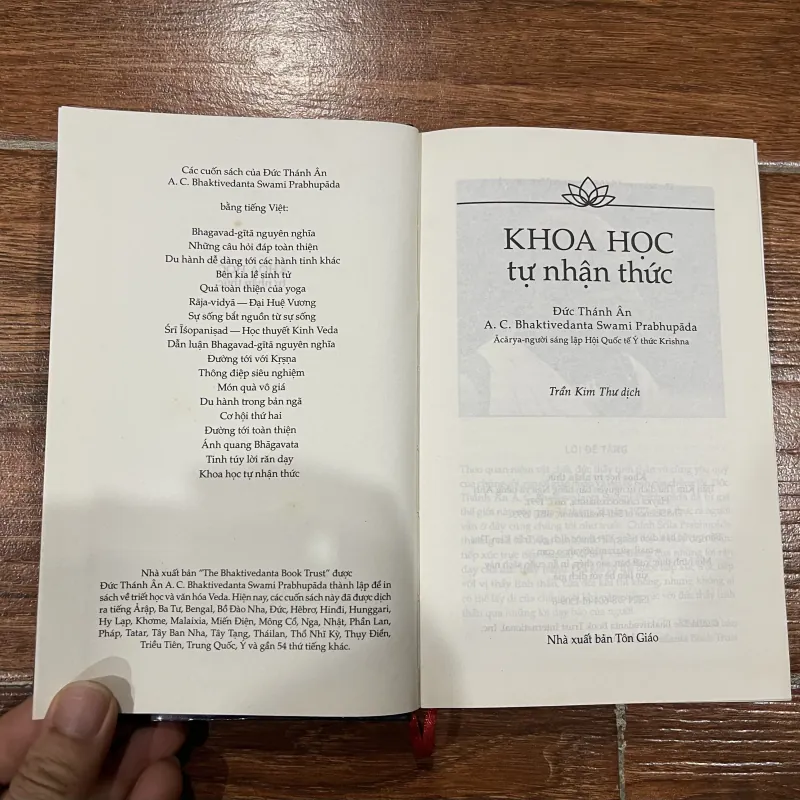 Các cuốn sách của Đức Thánh Ân
A. C. Bhaktivedanta Swami Prabhupāda
bằng tiếng Việt:
Bhagavad-gītā nguyên nghĩa
Những câu hỏi đáp toàn thiện
Du hành dễ dàng tới các hành tinh khác
Bên kia lẽ sinh tử
Quả toàn thiện của yoga
Rāja-vidyā — Đại Huệ Vương
Sự sống bắt nguồn từ sự sống
Śrī Īśopaniṣad — Học thuyết Kinh Veda
Dẫn luận Bhagavad-gītā nguyên nghĩa
Đường tới với Kṛṣṇa
Thông điệp siêu nghiệm
Món quà vô giá
Du hành trong bản ngã
Cơ hội thứ hai
Đường tới toàn thiện
Ánh quang Bhāgavata
Tinh túy lời răn dạy
Khoa học tự nhận thức
Nhà xuất bản "The Bhaktivedanta Book Trust" được
Đức Thánh Ân A. C. Bhaktivedanta Swami Prabhupāda thành lập để in
sách về triết học và văn hóa Veda. Hiện nay, các cuốn sách này đã được dịch
ra tiếng Ảrập, Ba Tư, Bengal, Bồ Đào Nha, Đức, Hêbrơ, Hinđi, Hunggari,
Hy Lạp, Khơme, Malaixia, Miến Điện, Mông Cổ, Nga, Nhật, Phần Lan,
Pháp, Tatar, Tây Ban Nha, Tây Tạng, Tháilan, Thổ Nhĩ Kỳ, Thụy Điển,
Triều Tiên, Trung Quốc, Ý và gần 54 thứ tiếng khác.
KHOA HỌC
tự nhận thức
Đức Thánh Ân
A. C. Bhaktivedanta Swami Prabhupāda
Ācārya-người sáng lập Hội Quốc tế Ý thức Krishna
Trần Kim Thư dịch
Nhà xuất bản Tôn Giáo